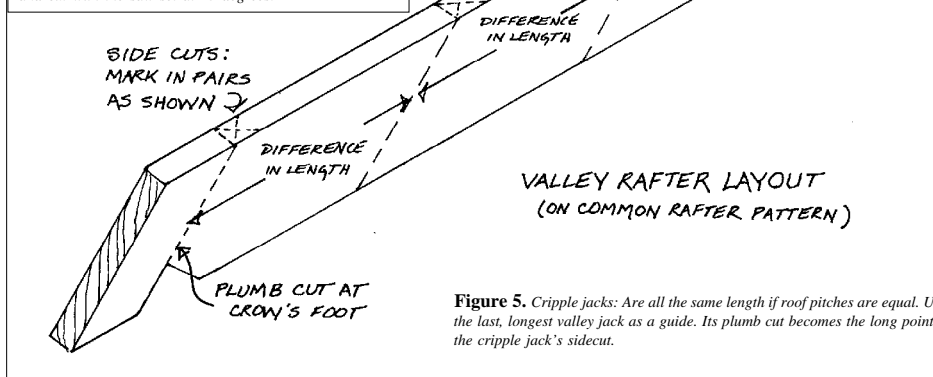 DIFFERENCE
IN LENGTH
SIDE CUTS:
MARK IN PAIRS
AS SHOWN
DIFFERENCE
IN LENGTH
VALLEY RAFTER LAYOUT
(ON COMMON RAFTER PATTERN)
PLUMB CUT AT
CROW'S FOOT
Figure 5. Cripple jacks: Are all the same length if roof pitches are equal. U
the last, longest valley jack as a guide. Its plumb cut becomes the long point
the cripple jack's sidecut.